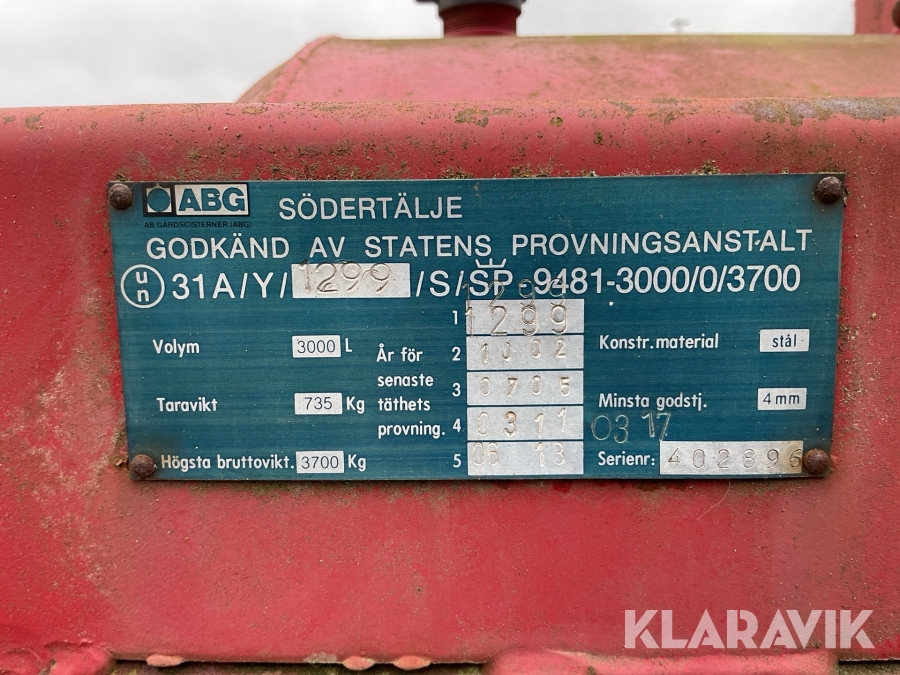 ABG SÖDERTÄLJE
AB GÅRDSCISTERNER (ABG)
GODKÄND AV STATENS PROVNINGSANSTALT
un 31A/Y/1299/S/SP-9481-3000/0/3700
Volym 3000 L
Taravikt 735 Kg
Högsta bruttovikt. 3700 Kg
År för
senaste
täthets
provning.
1 1299
2 1002
3 0705
4 0311 0317
5 06 13
Konstr. material stål
Minsta godstj. 4mm
Serienr: 402896
KLARAVIK